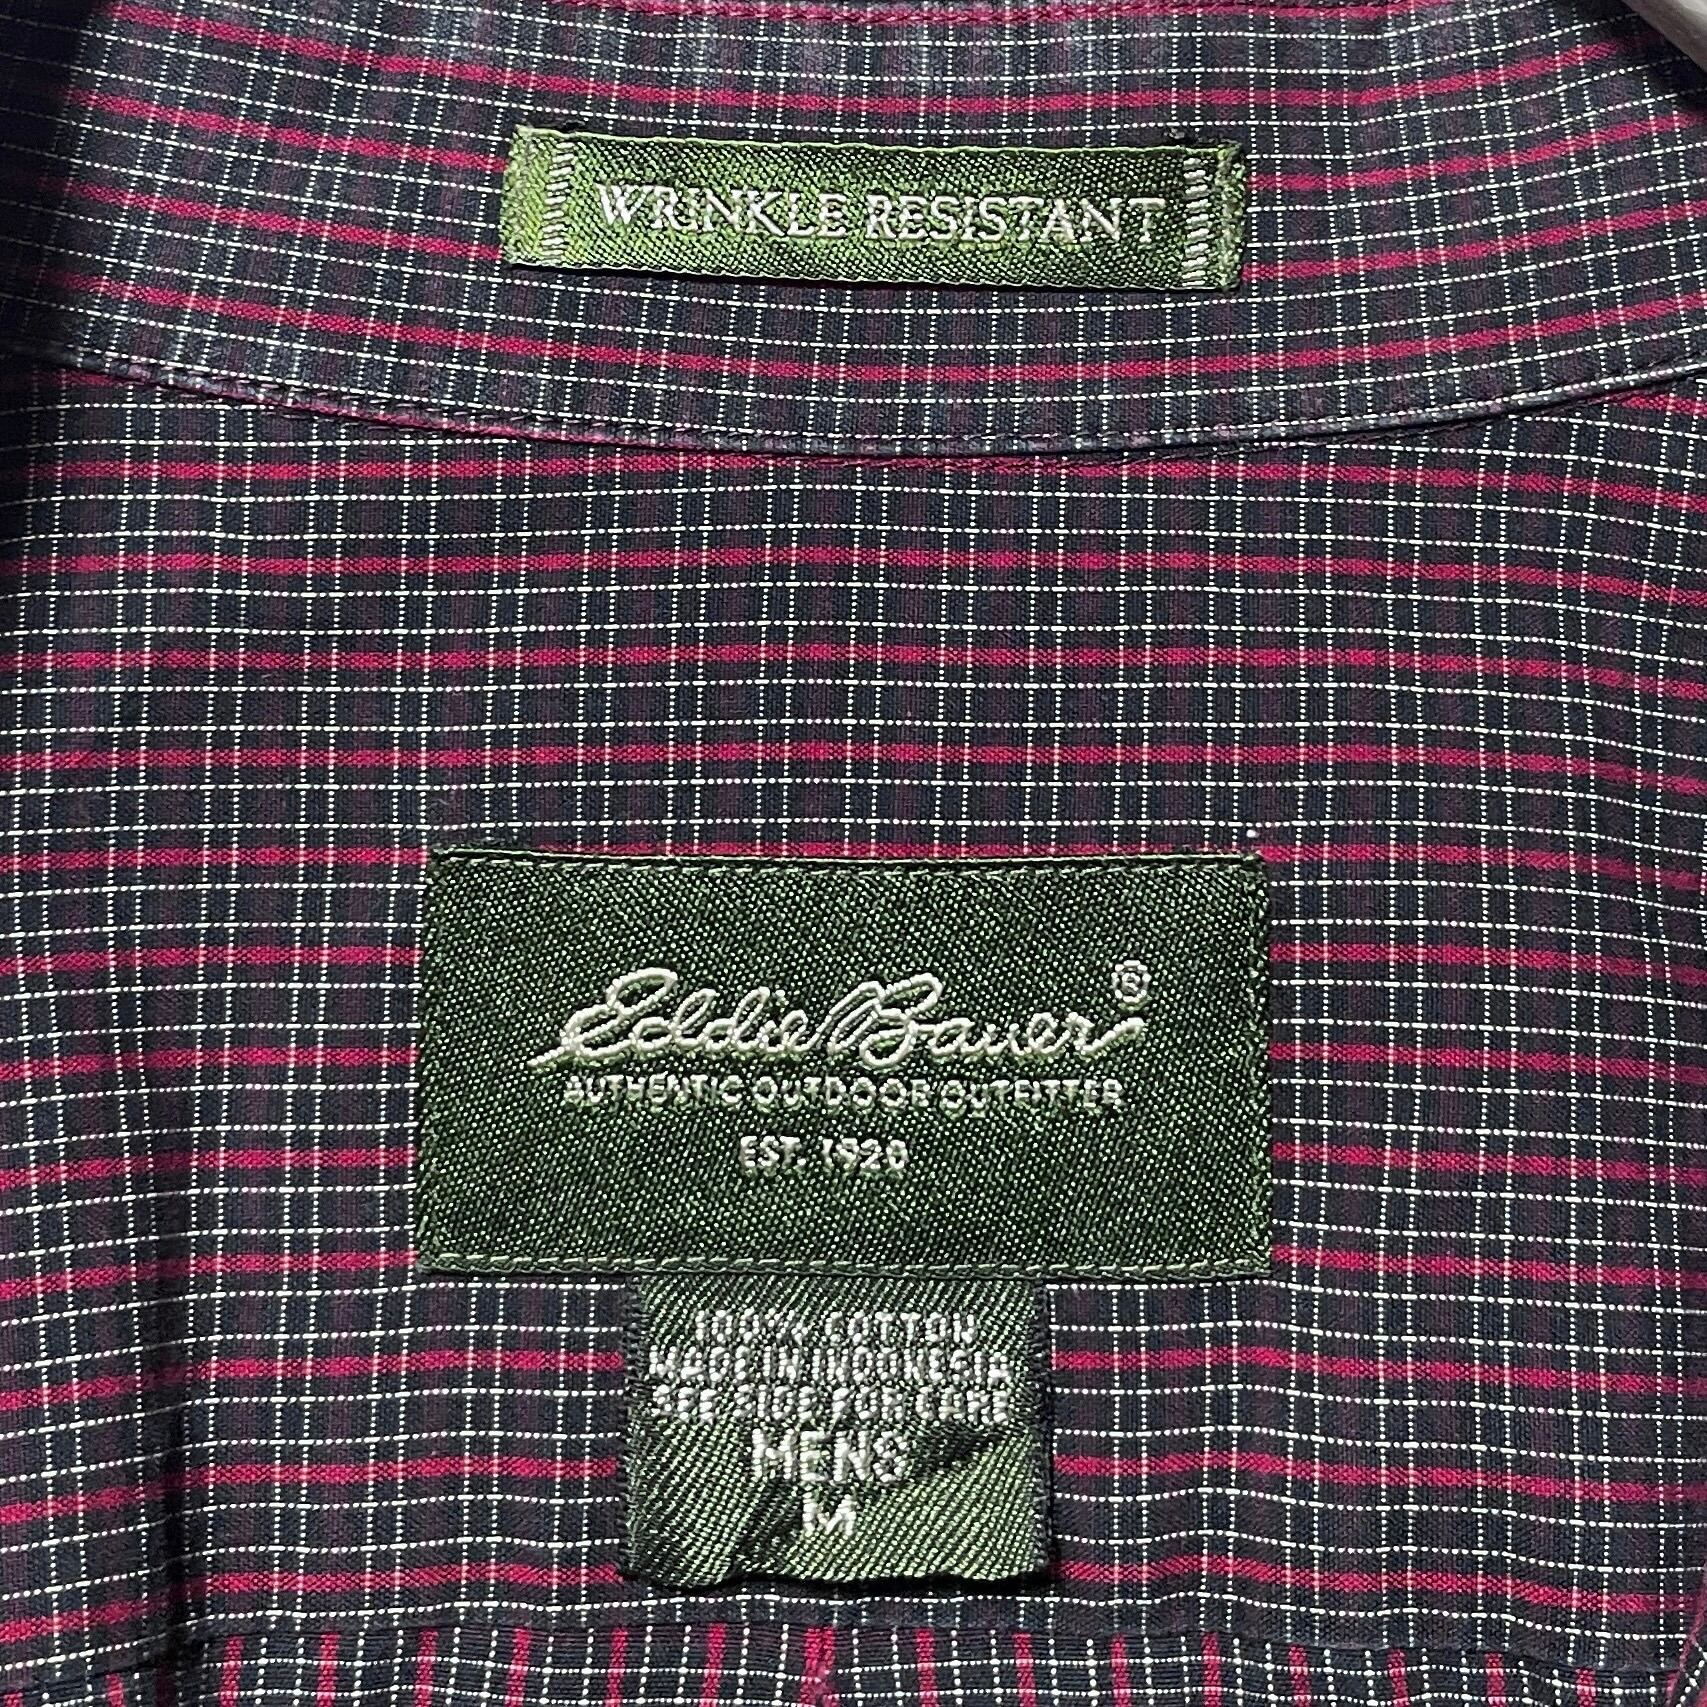 WRINKLE RESISTANT
Eddie Bauer®
AUTHENTIC OUTDOOR OUTFITTER
EST. 1920
100% COTTON
MADE IN INDONESIA
SEE SIDE FOR CARE
MENS
M